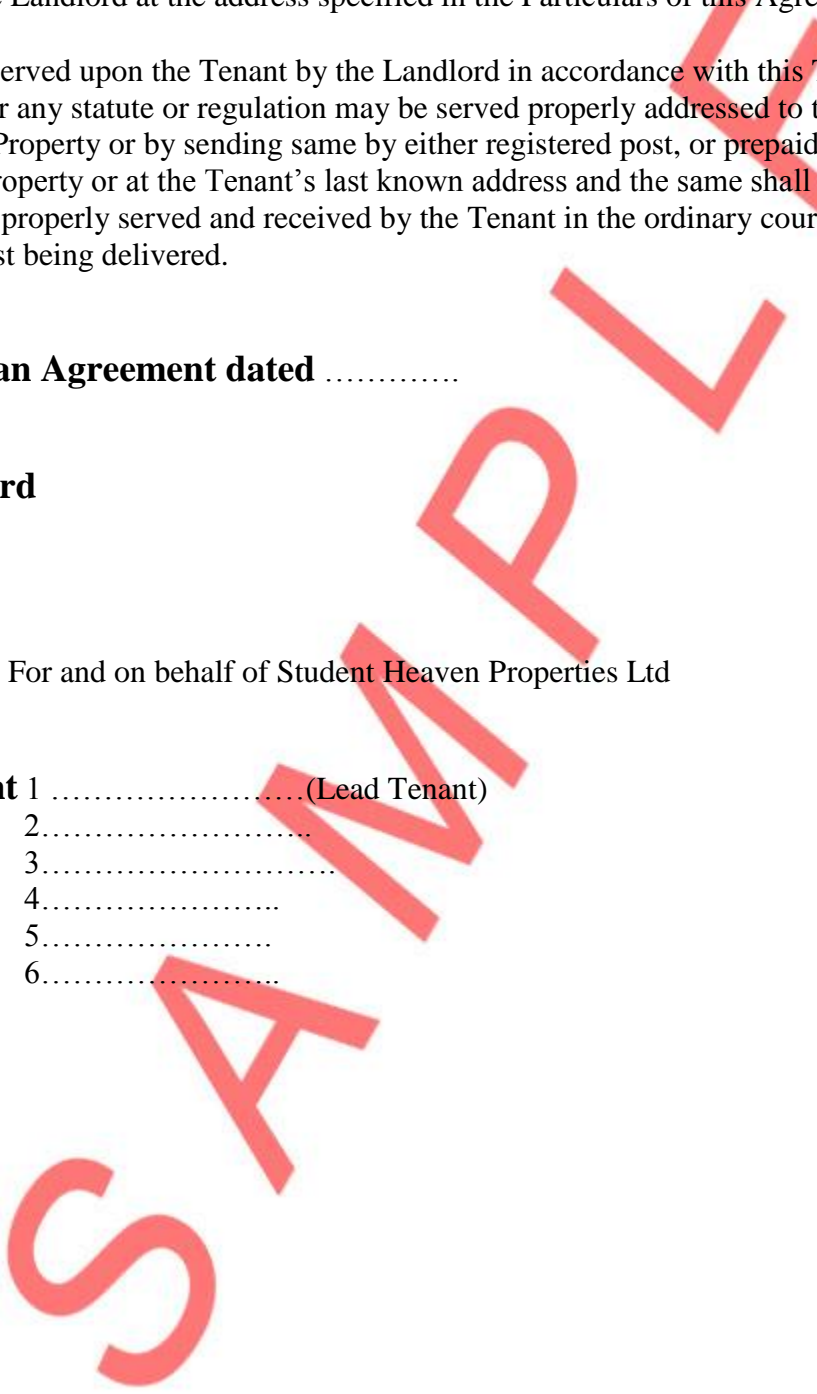 Landlord at the address specified in the Particulars of this Agre
erved upon the Tenant by the Landlord in accordance with this
r any statute or regulation may be served properly addressed to t
Property or by sending same by either registered post, or prepaid
roperty or at the Tenant's last known address and the same shall
properly served and received by the Tenant in the ordinary cour
st being delivered.
an Agreement dated ………….
rd
For and on behalf of Student Heaven Properties Ltd
t 1 ……………………(Lead Tenant)
2……………………..
3……………………….
4…………………..
5………………….
6…………………..
SAMPLE